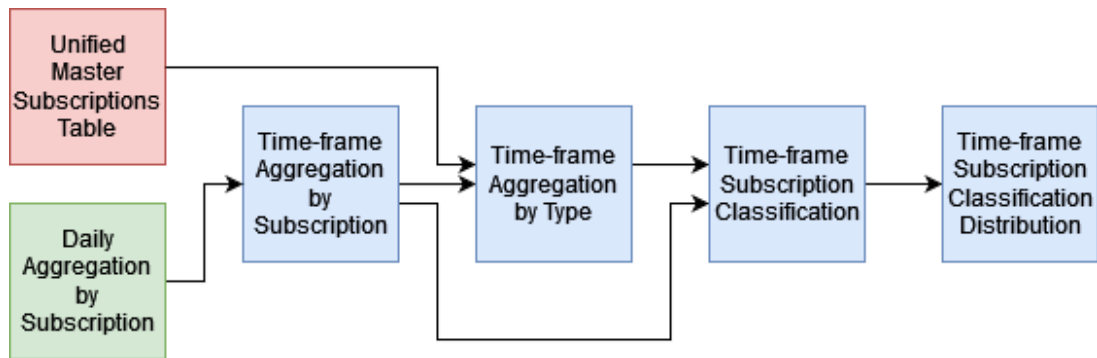 Unified
Master
Subscriptions
Table
Daily
Aggregation
by
Subscription
Time-frame
Aggregation
by
Subscription
Time-frame
Aggregation
by Type
Time-frame
Subscription
Classification
Time-frame
Subscription
Classification
Distribution